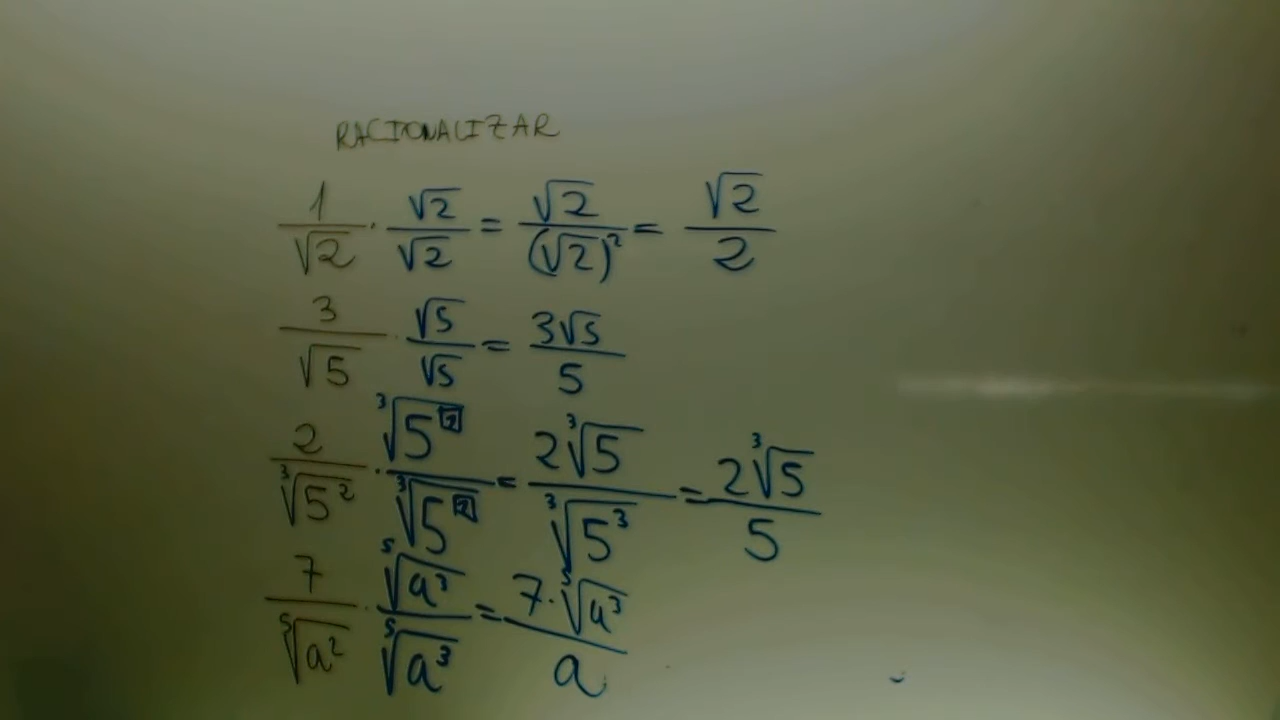 RACIONALIZAR
1/√2 · √2/√2 = √2/(√2)² = √2/2
3/√5 · √5/√5 = 3√5/5
2/∛5² · ∛5/∛5 = 2∛5/∛5³ = 2∛5/5
7/⁵√a² · ⁵√a³/⁵√a³ = 7·⁵√a³/a